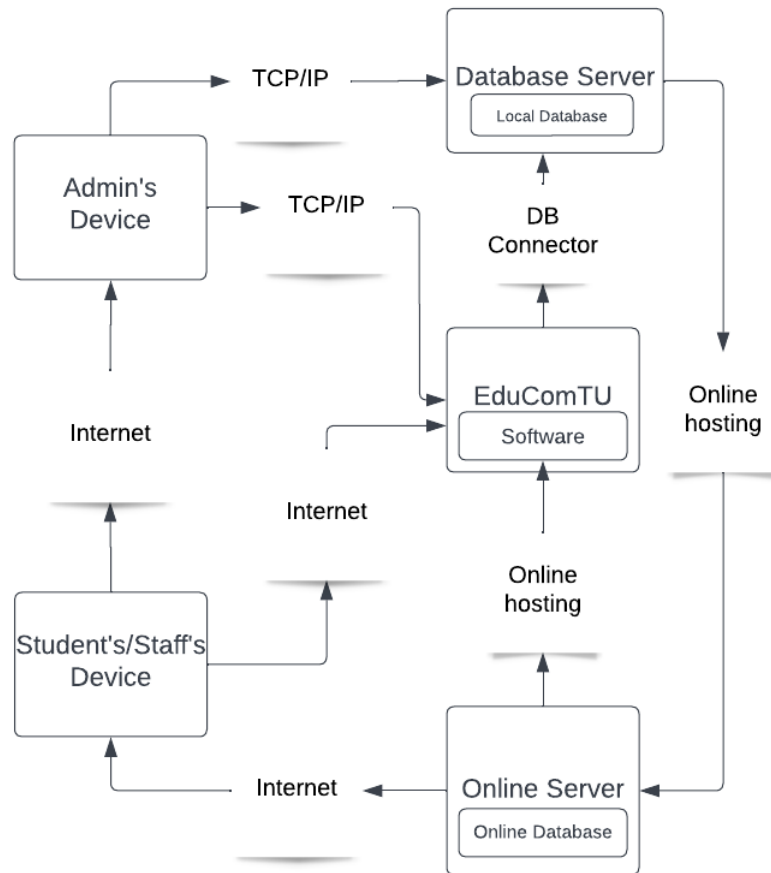 TCP/IP
Database Server
Local Database
Admin's
Device
TCP/IP
DB
Connector
EduComTU
Software
Online
hosting
Internet
Internet
Online
hosting
Student's/Staff's
Device
Internet
Online Server
Online Database